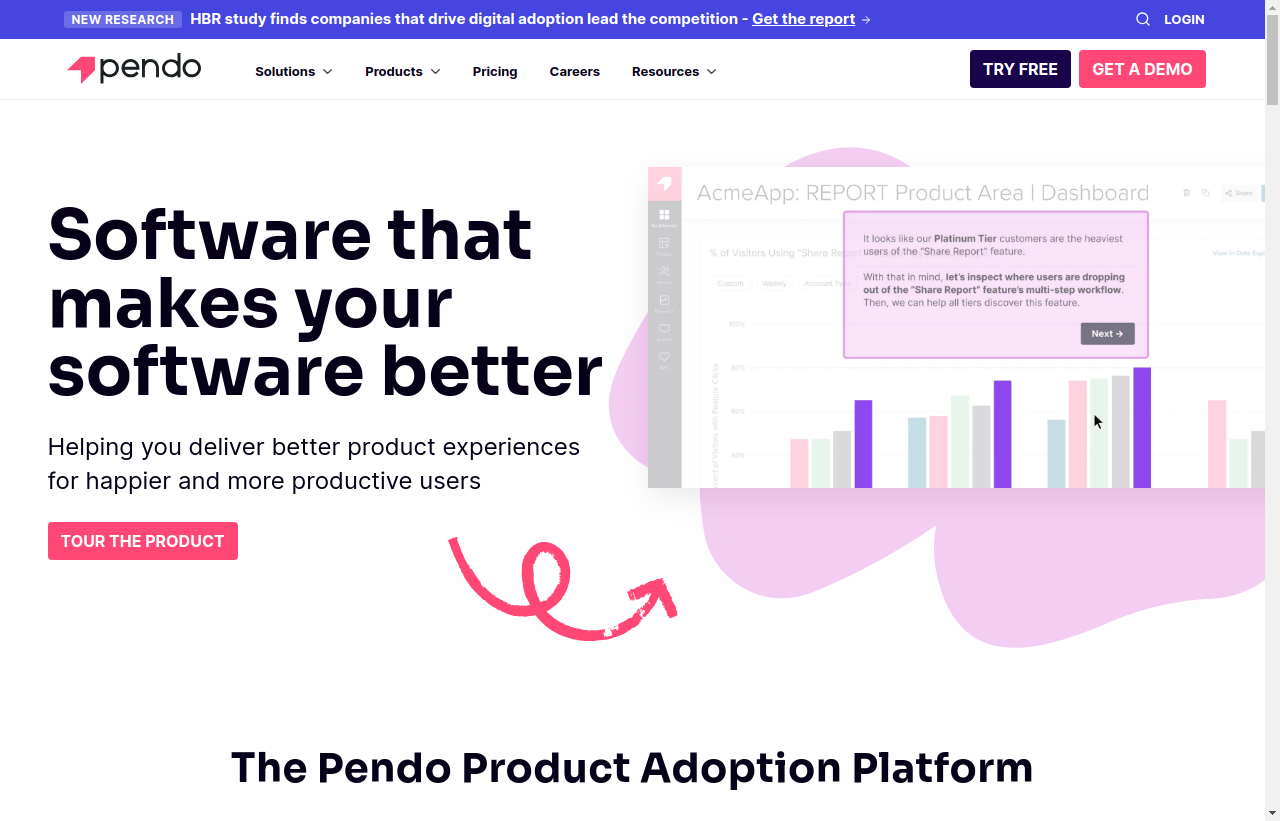 NEW RESEARCH HBR study finds companies that drive digital adoption lead the competition - Get the report → LOGIN
pendo Solutions Products Pricing Careers Resources TRY FREE GET A DEMO
Software that
makes your
software better
Helping you deliver better product experiences
for happier and more productive users
TOUR THE PRODUCT
AcmeApp: REPORT Product Area | Dashboard
Share
% of Visitors Using "Share Report"
View in Data Expl
Custom Weekly Account Type
It looks like our Platinum Tier customers are the heaviest
users of the "Share Report" feature.
With that in mind, let's inspect where users are dropping
out of the "Share Report" feature's multi-step workflow.
Then, we can help all tiers discover this feature.
Next →
100%
80%
60%
40%
of Visitors with Feature Clicks
The Pendo Product Adoption Platform